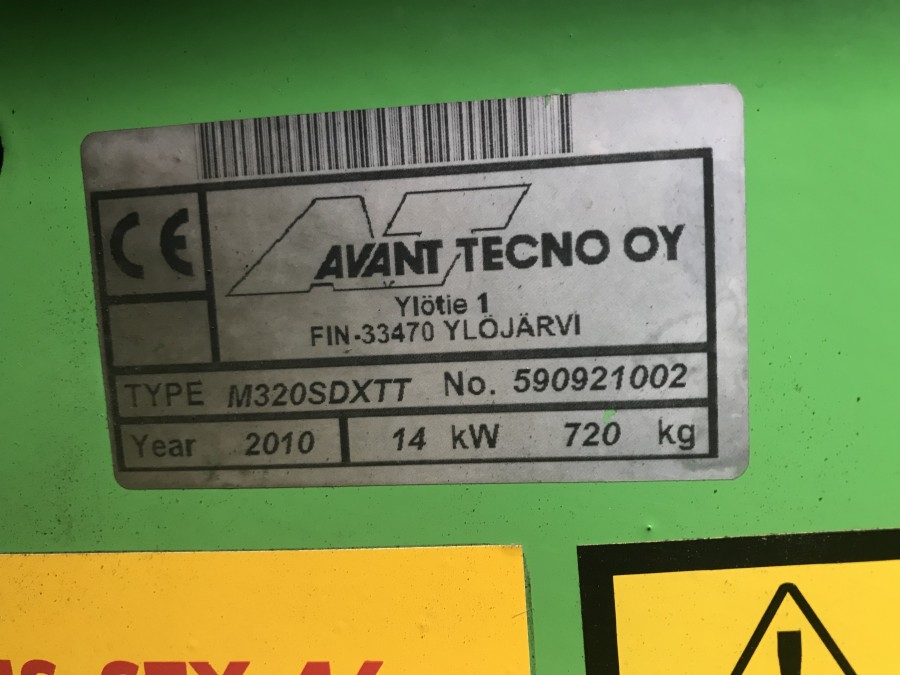 CE
AVANT TECNO OY
Ylötie 1
FIN-33470 YLÖJÄRVI
TYPE M320SDXTT No. 590921002
Year 2010 14 kW 720 kg